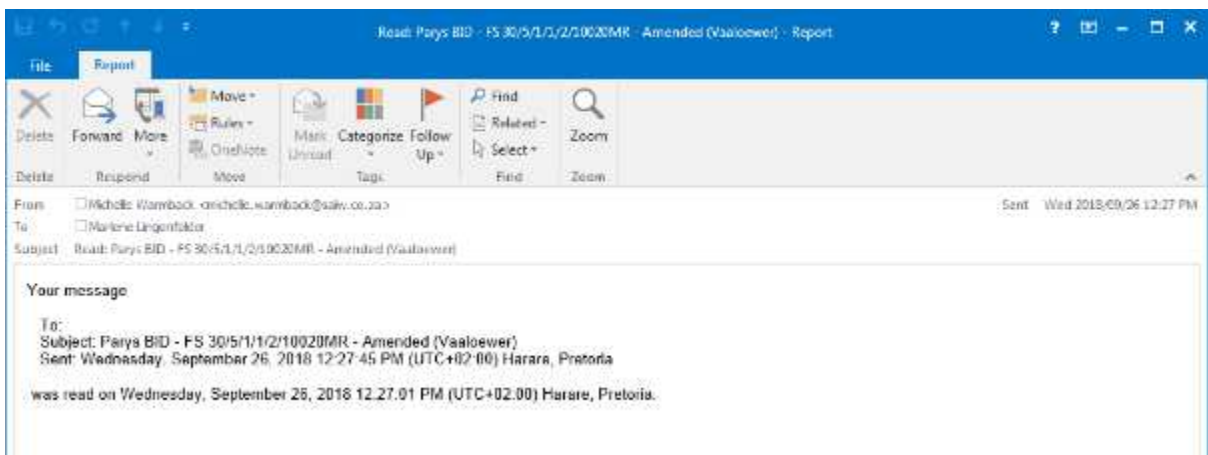 Read: Parys BID - FS 30/5/1/1/2/10020MR - Amended (Vaaloewer) - Report
File Report
Delete Forward More Move Rules OneNote Mark Unread Categorize Follow Up Find Related Select Zoom
Delete Respond Move Tags Find Zoom
From Michelle Warmback Sent Wed 2018/09/26 12:27 PM
To Marlene Lingenfelder
Subject Read: Parys BID - FS 30/5/1/1/2/10020MR - Amended (Vaaloewer)
Your message
To:
Subject: Parys BID - FS 30/5/1/1/2/10020MR - Amended (Vaaloewer)
Sent: Wednesday, September 26, 2018 12:27:45 PM (UTC+02:00) Harare, Pretoria
was read on Wednesday, September 26, 2018 12:27:01 PM (UTC+02:00) Harare, Pretoria.